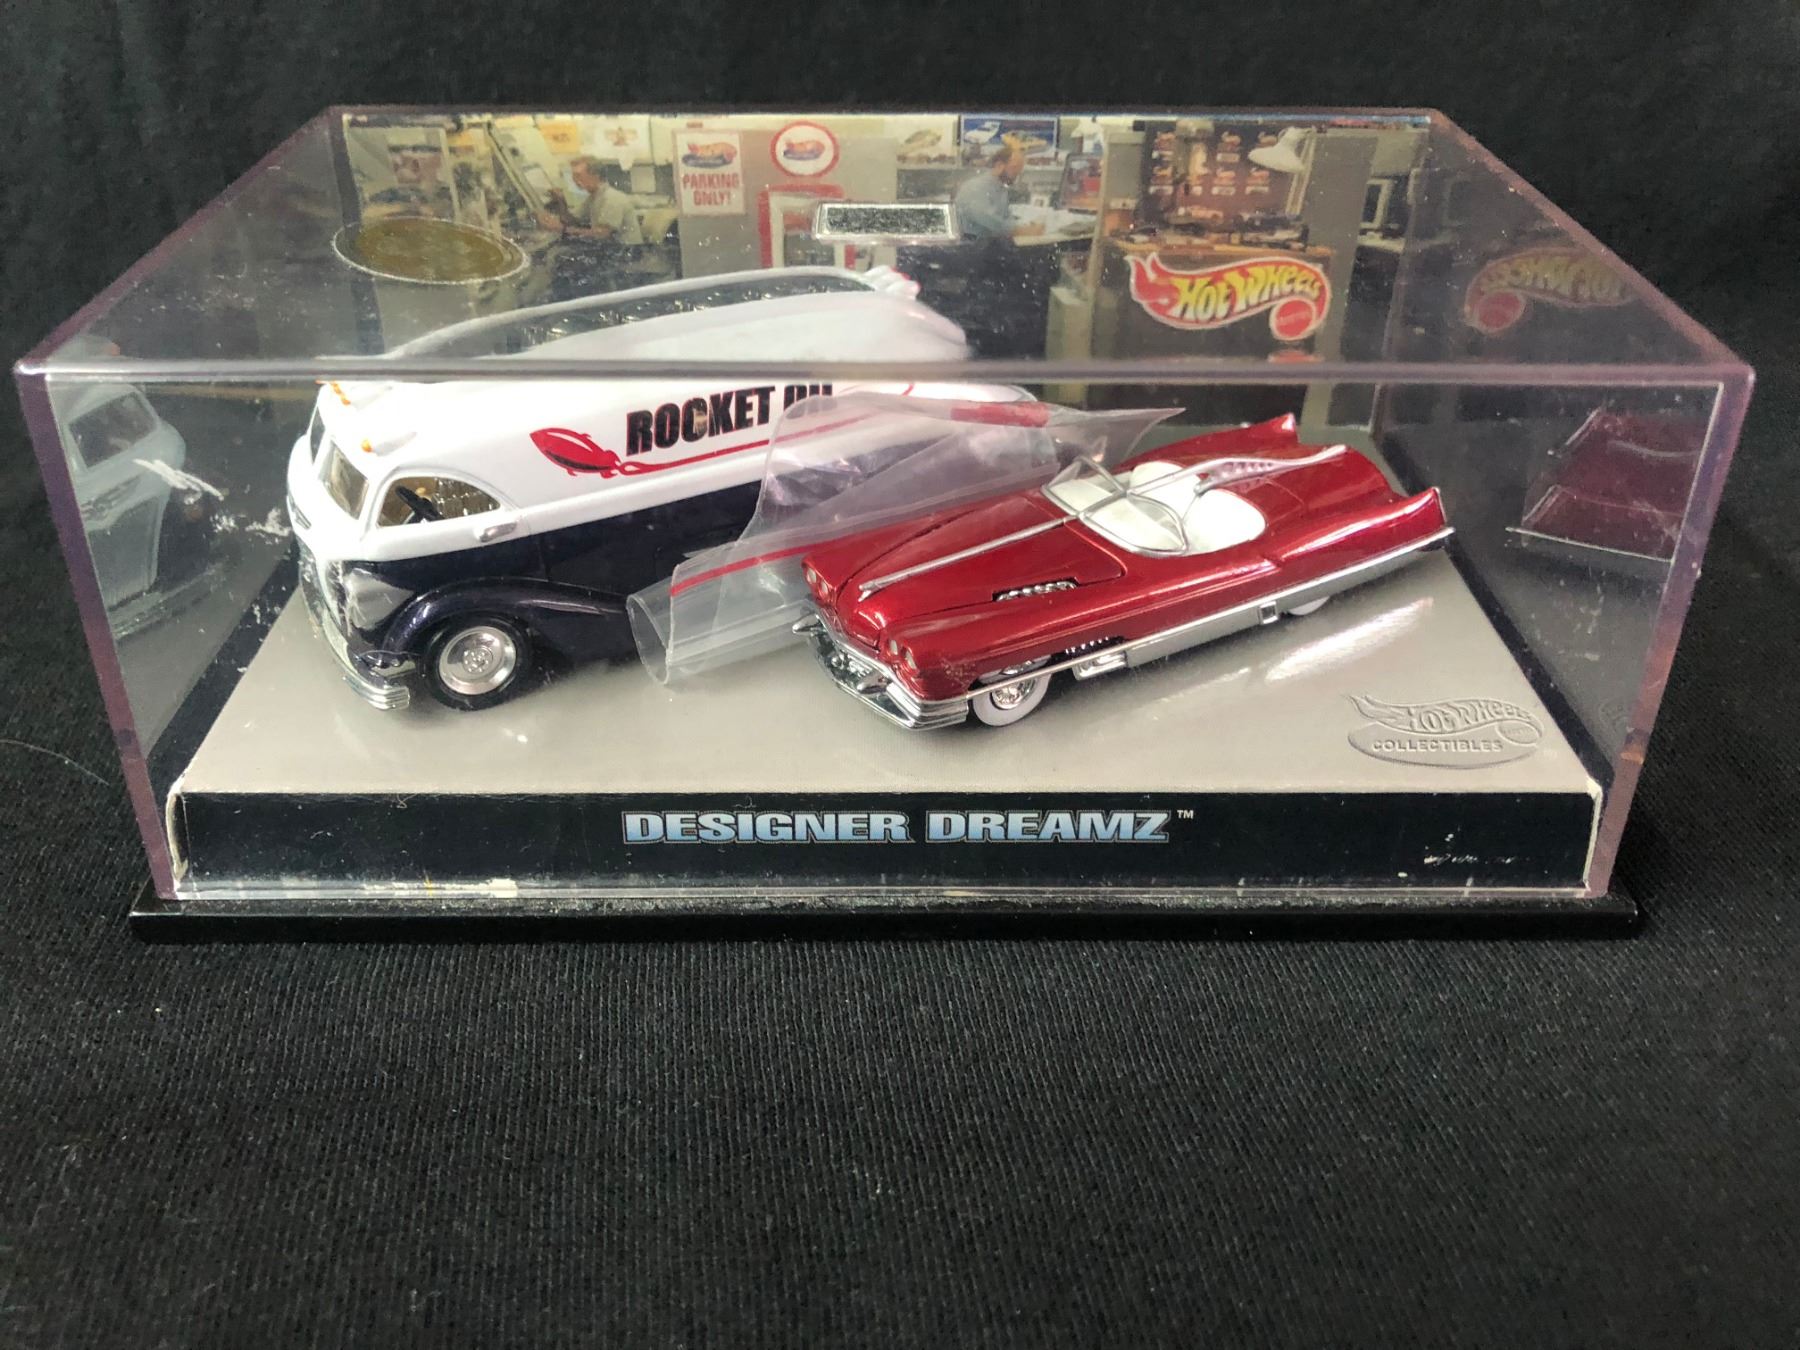 PARKING
ONLY!
HOT WHEELS
ROCKET OIL
HOT WHEELS
COLLECTIBLES
DESIGNER DREAMZ™